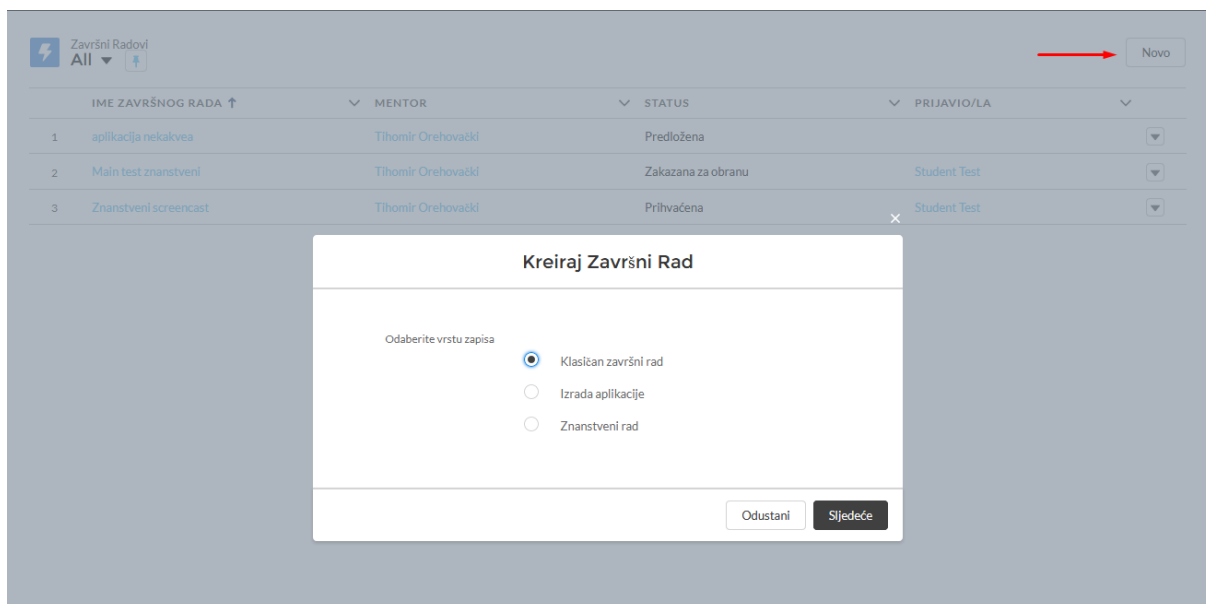 Završni Radovi
All
Novo
IME ZAVRŠNOG RADA MENTOR STATUS PRIJAVIO/LA
1 aplikacija nekakvea Tihomir Orehovački Predložena
2 Main test znanstveni Tihomir Orehovački Zakazana za obranu Student Test
3 Znanstveni screencast Tihomir Orehovački Prihvaćena Student Test
Kreiraj Završni Rad
Odaberite vrstu zapisa
Klasičan završni rad
Izrada aplikacije
Znanstveni rad
Odustani Sljedeće